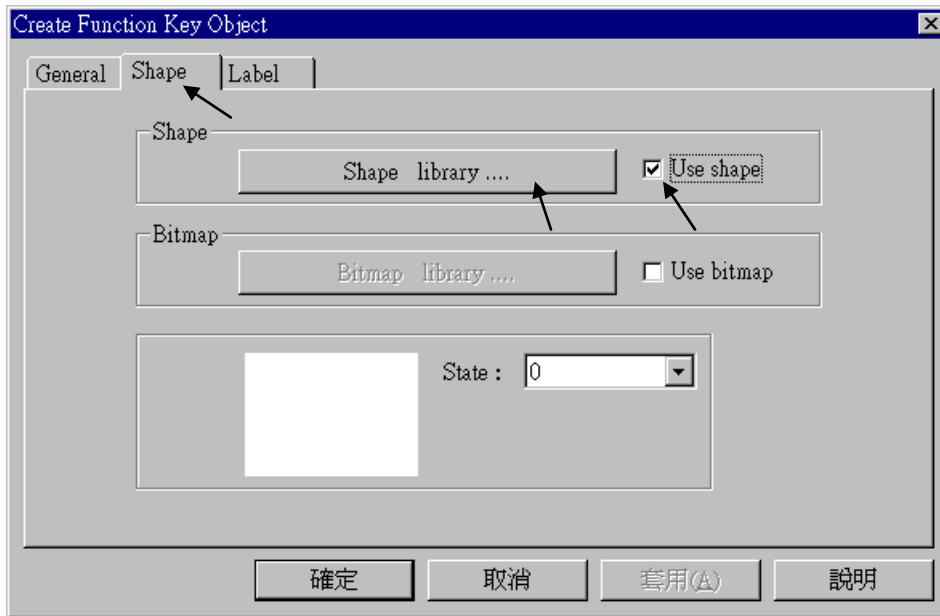 Create Function Key Object
General Shape Label
Shape
Shape library .... Use shape
Bitmap
Bitmap library .... Use bitmap
State : 0
確定 取消 套用(A) 說明